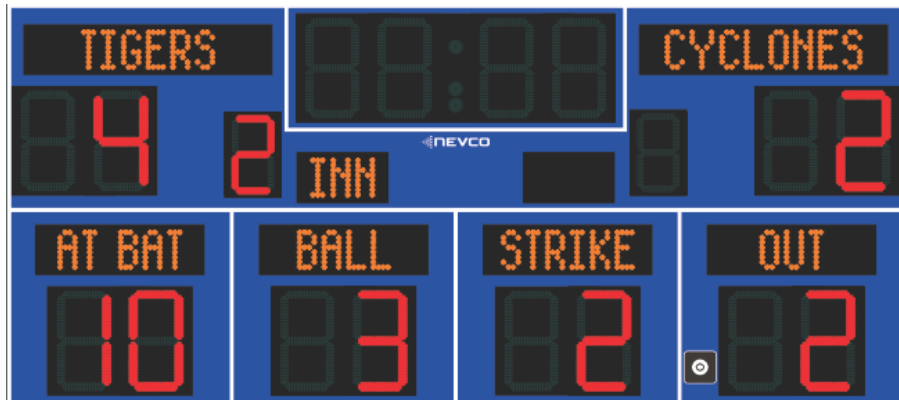 TIGERS CYCLONES
4 2 2
NEVCO
INN
AT BAT BALL STRIKE OUT
10 3 2 2